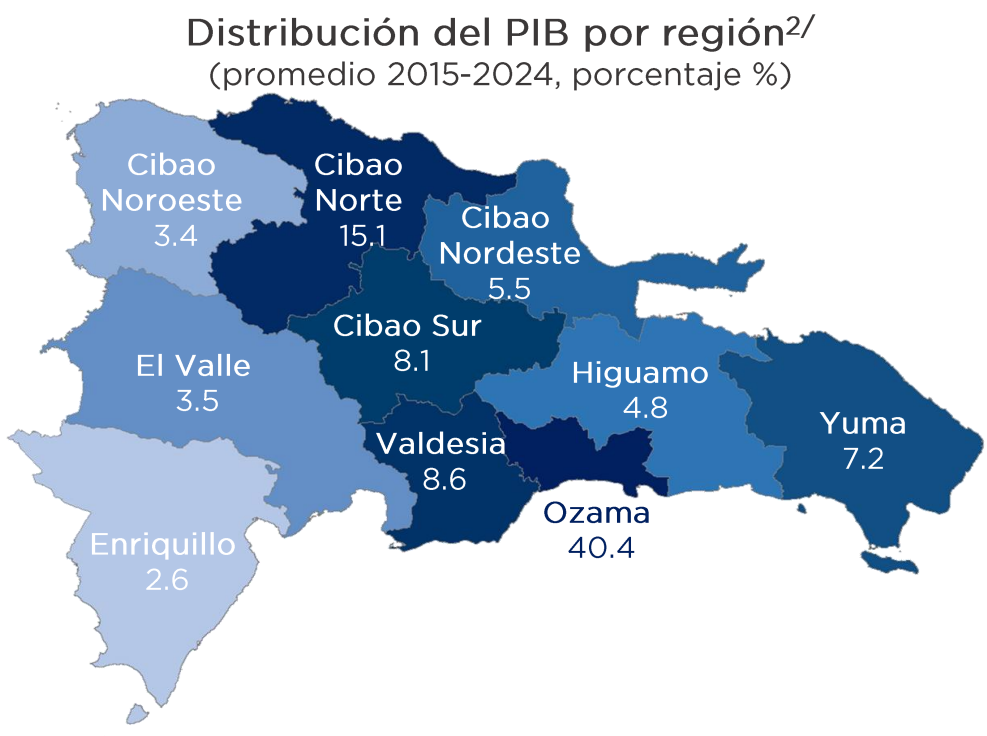 Distribución del PIB por región2/
(promedio 2015-2024, porcentaje %)
Cibao
Noroeste
3.4
Cibao
Norte
15.1
Cibao
Nordeste
5.5
Cibao Sur
8.1
El Valle
3.5
Higuamo
4.8
Yuma
7.2
Valdesia
8.6
Ozama
40.4
Enriquillo
2.6